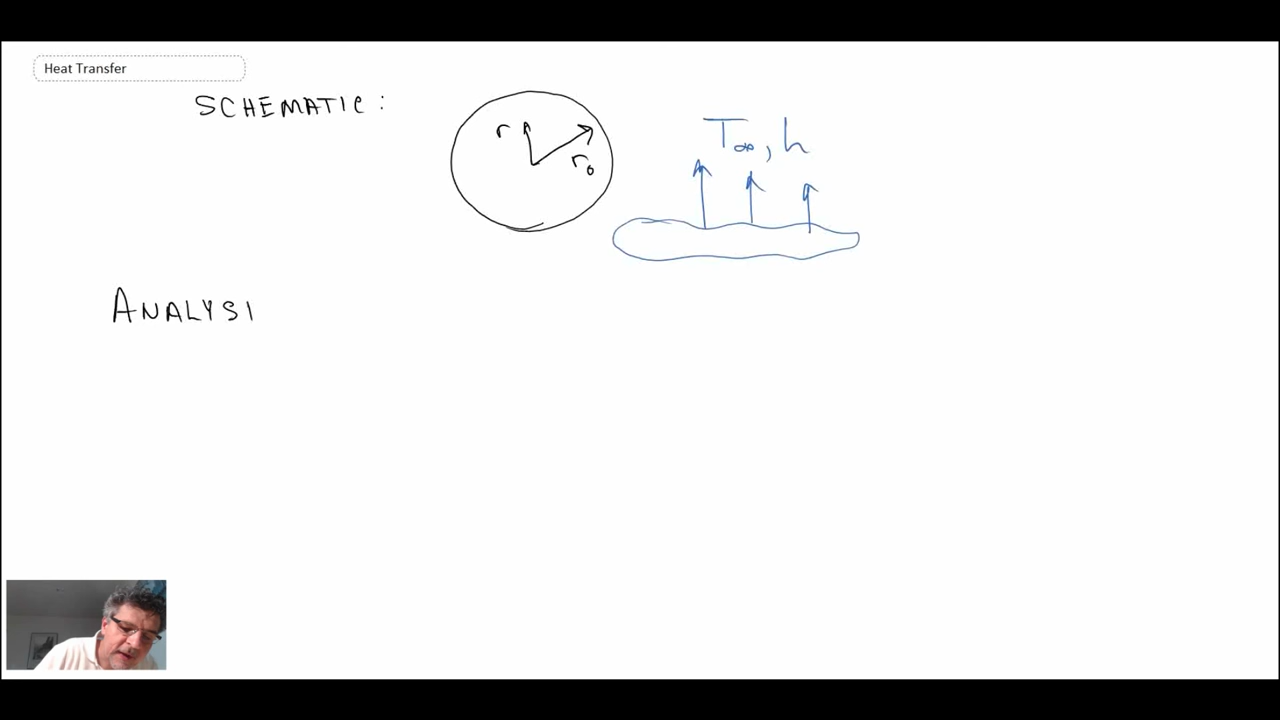 Heat Transfer
SCHEMATIC:
r
r₀
T∞, h
ANALYSI